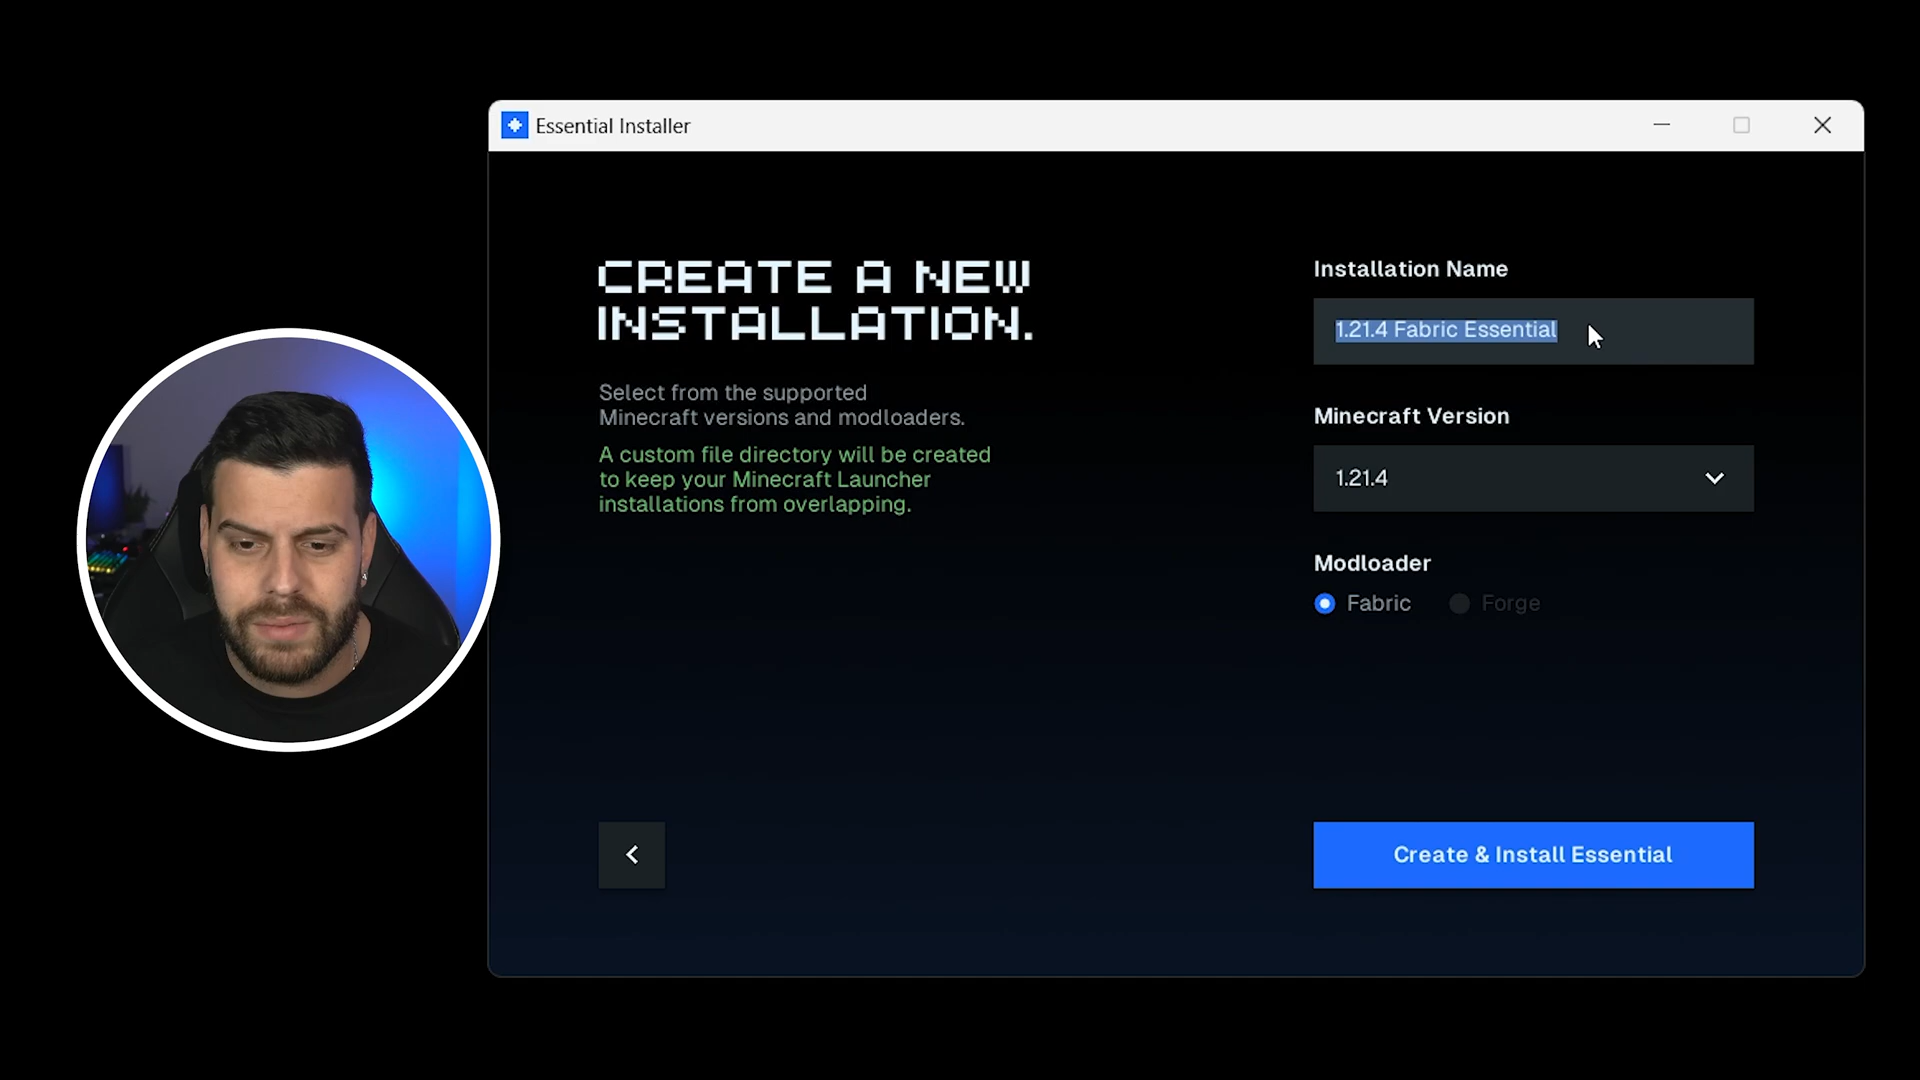 Essential Installer
CREATE A NEW
INSTALLATION.
Select from the supported
Minecraft versions and modloaders.
A custom file directory will be created
to keep your Minecraft Launcher
installations from overlapping.
Installation Name
1.21.4 Fabric Essential
Minecraft Version
1.21.4
Modloader
Fabric
Forge
Create & Install Essential